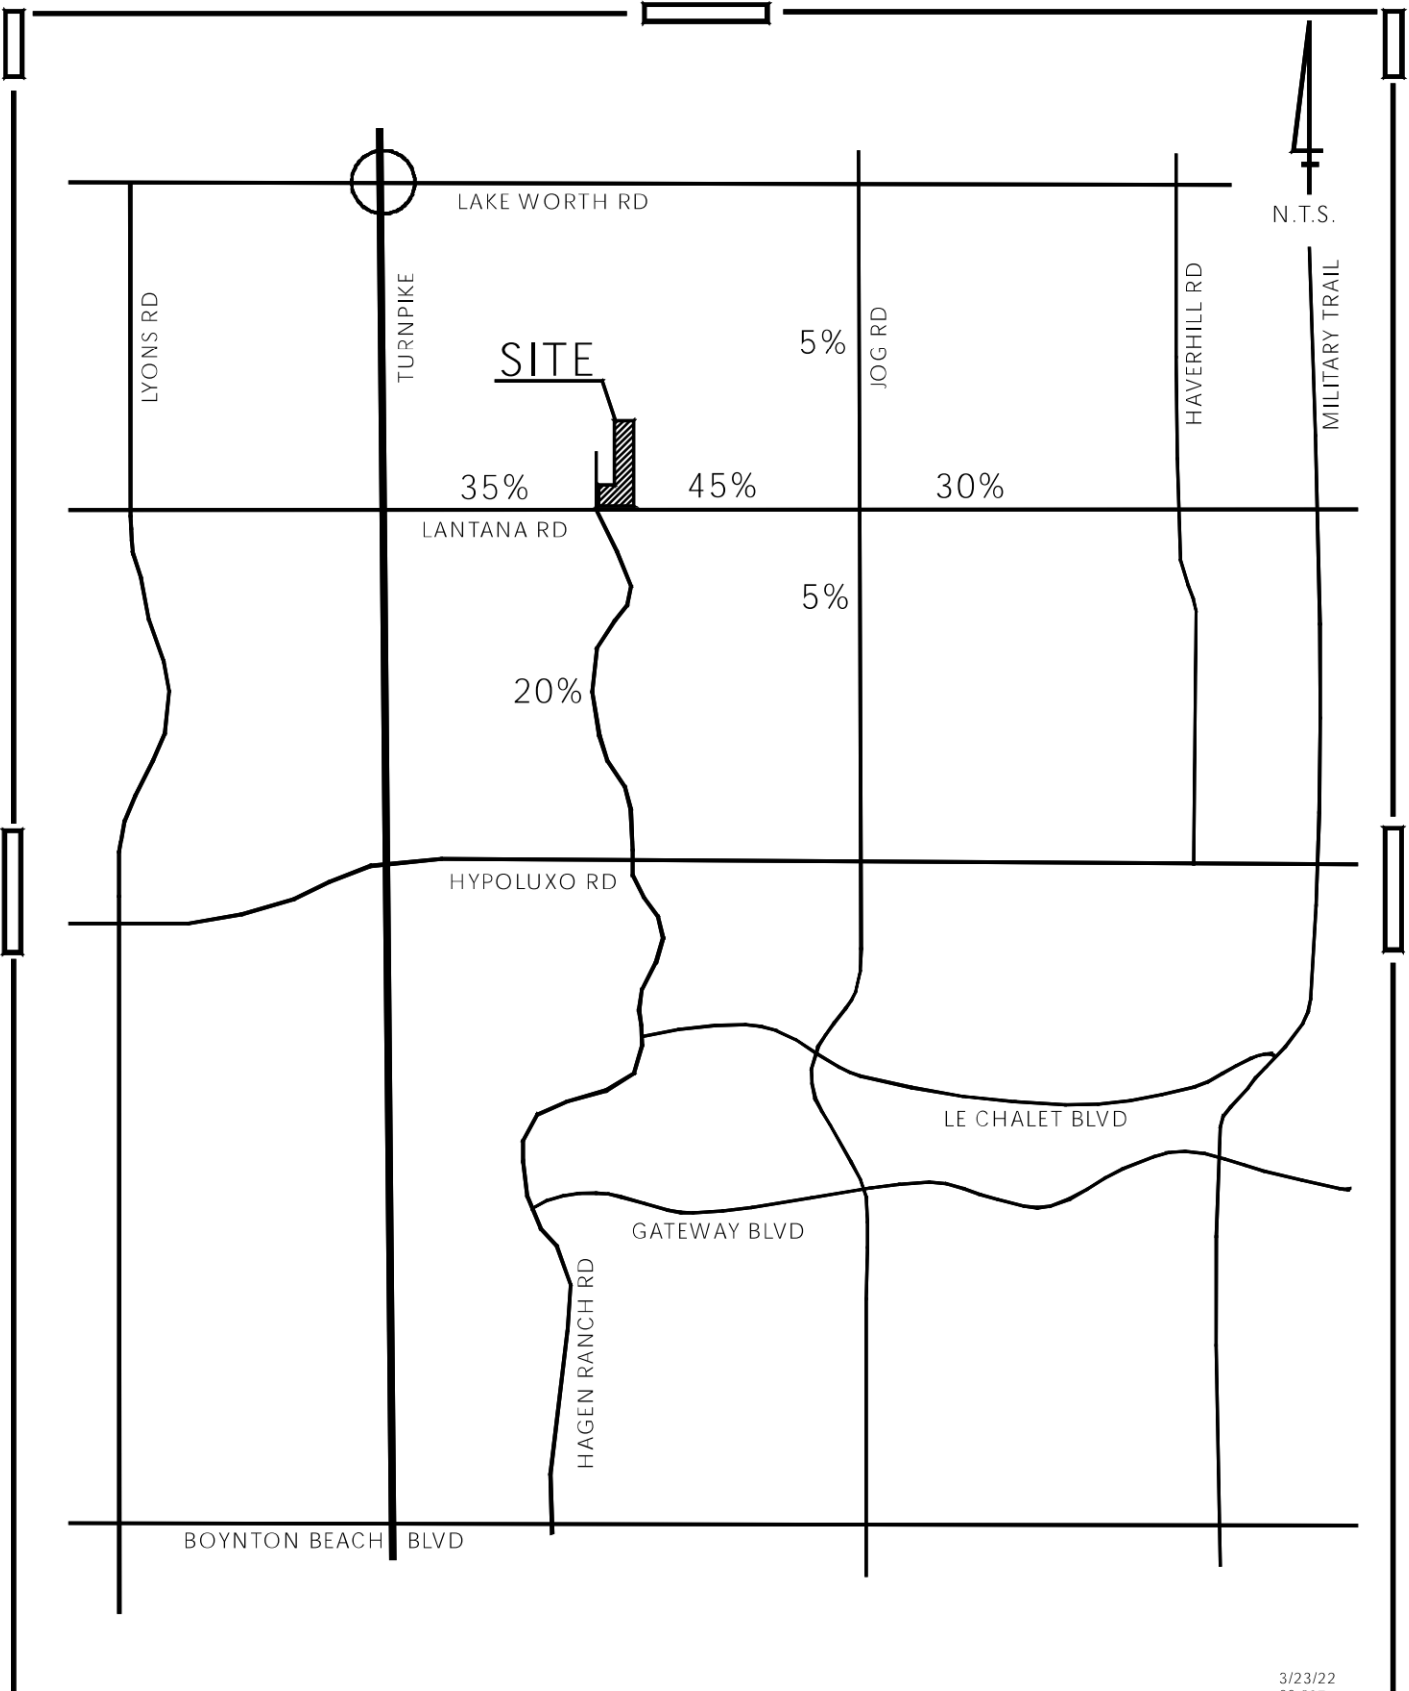 LAKE WORTH RD
N.T.S.
LYONS RD
TURNPIKE
JOG RD
HAVERHILL RD
MILITARY TRAIL
5%
SITE
35%
45%
30%
LANTANA RD
5%
20%
HYPOLUXO RD
LE CHALET BLVD
GATEWAY BLVD
HAGEN RANCH RD
BOYNTON BEACH BLVD
3/23/22